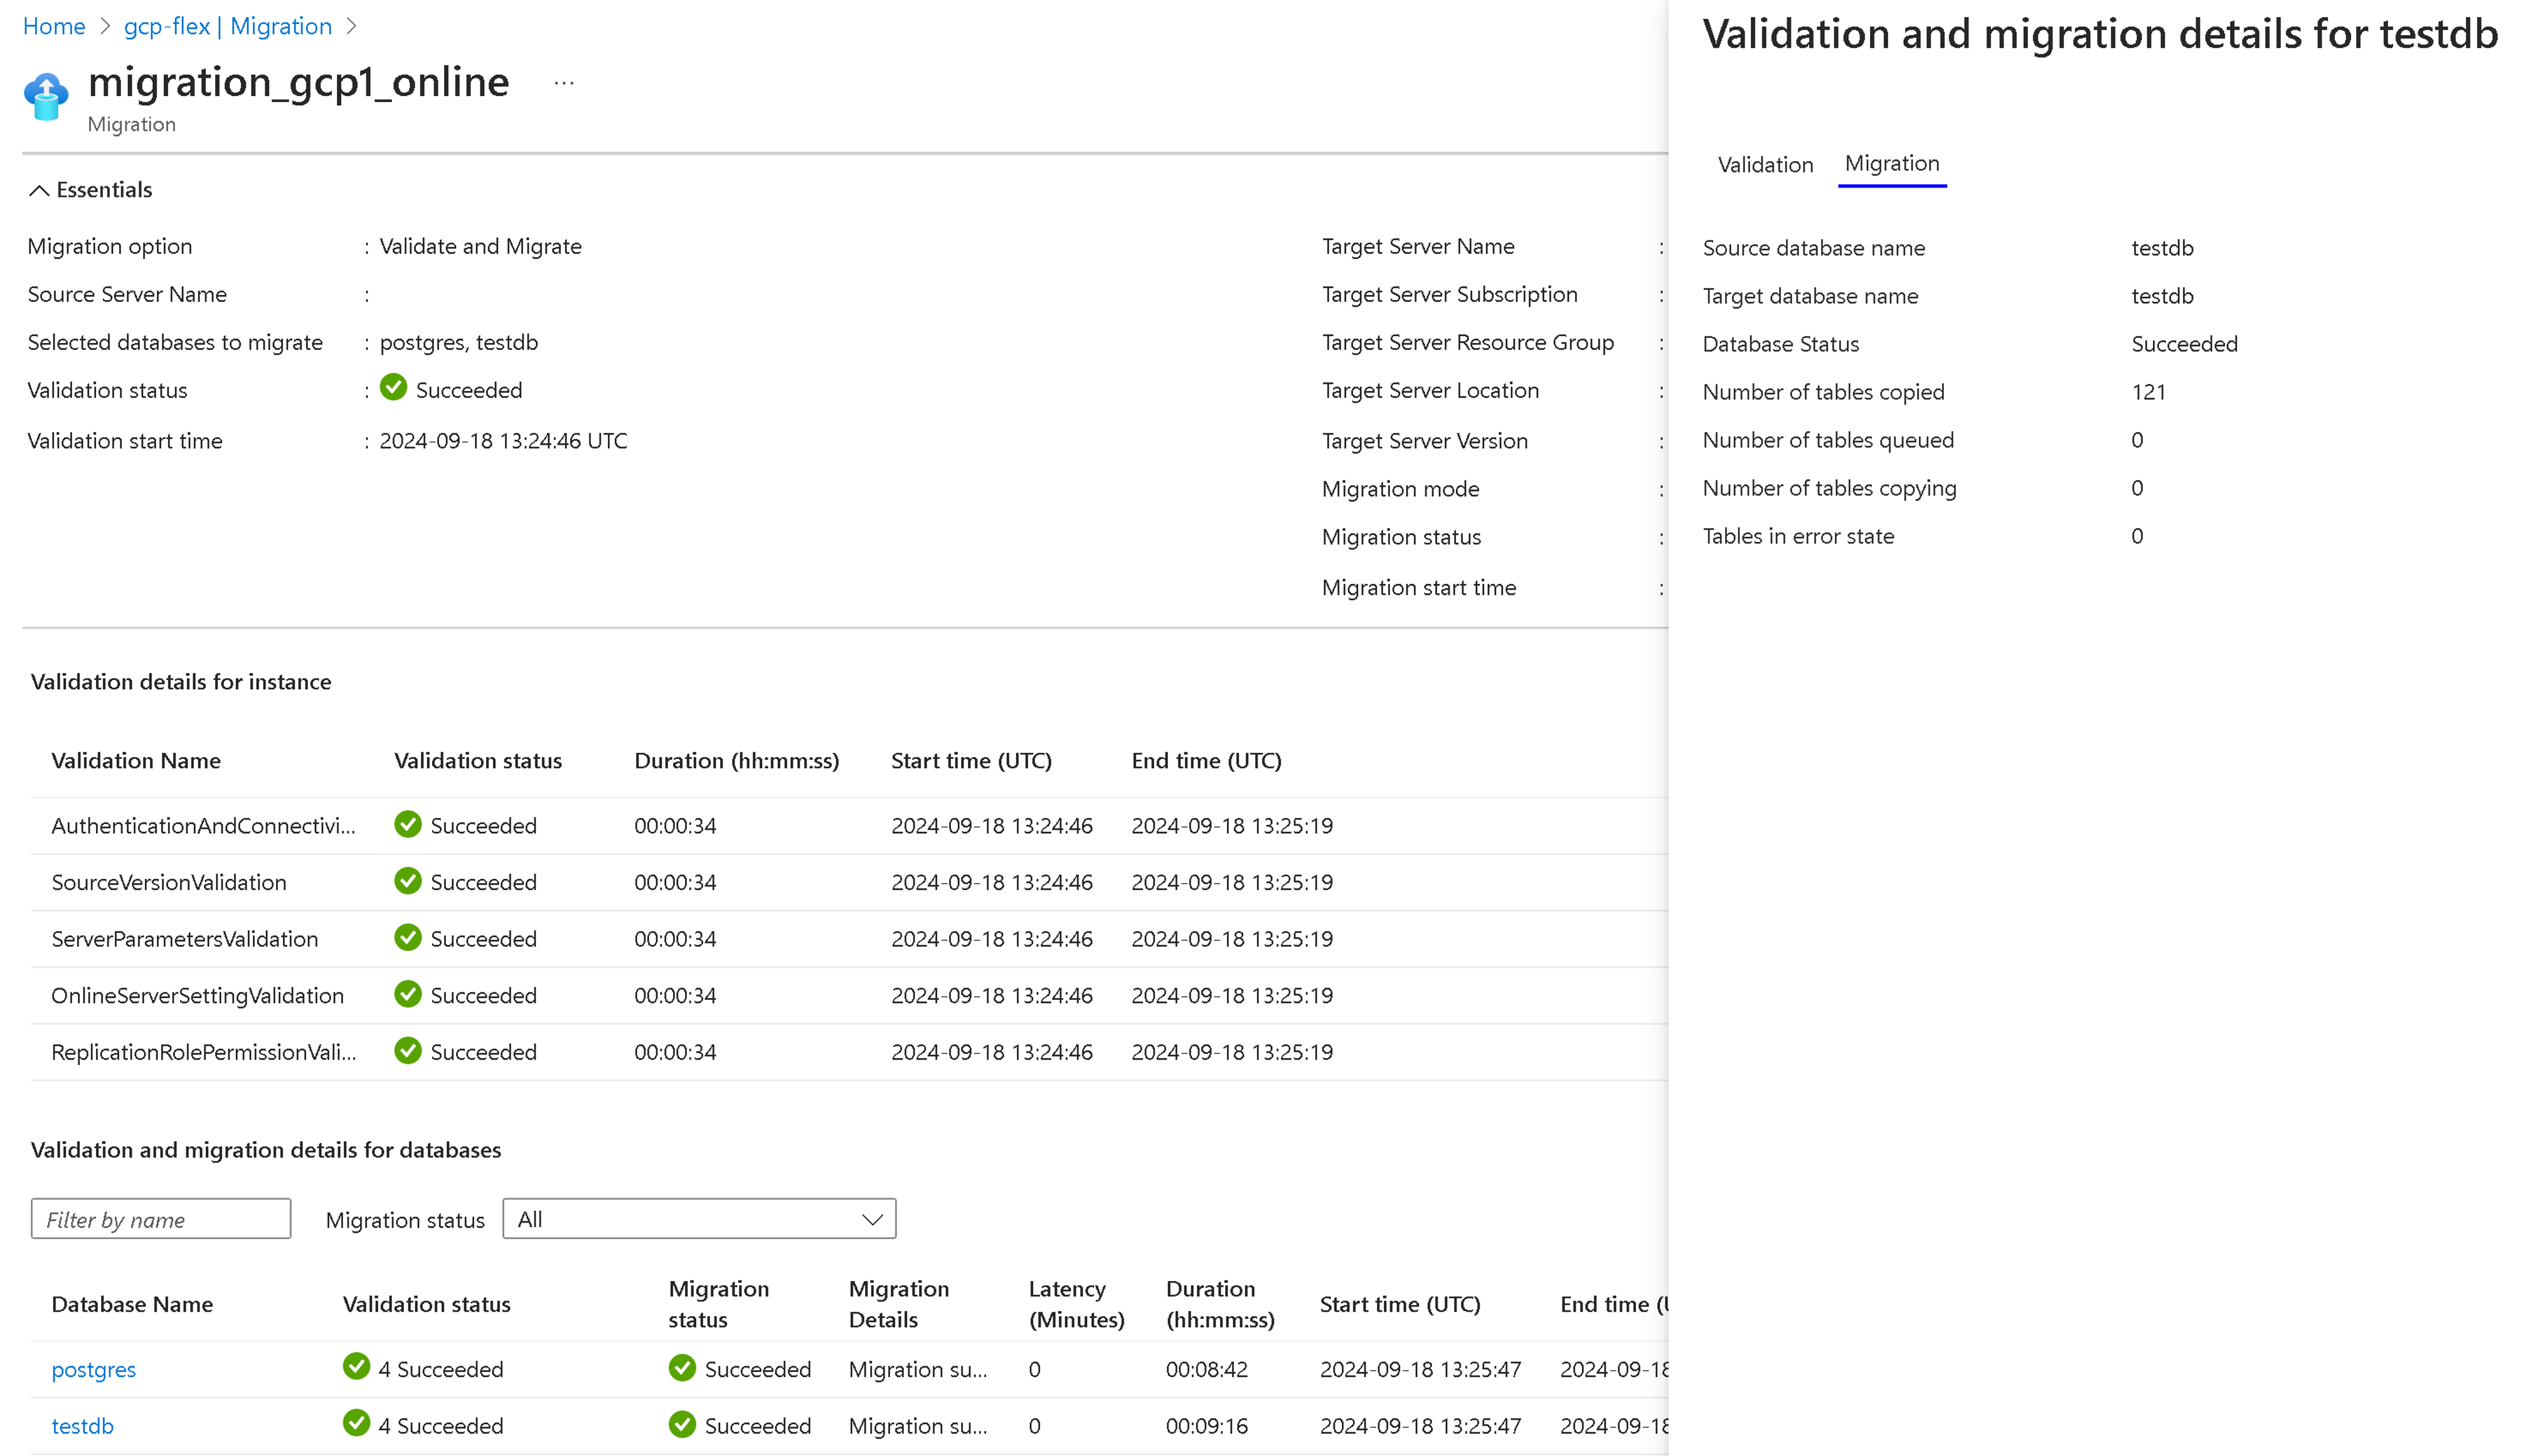 Home > gcp-flex | Migration >
migration_gcp1_online ...
Migration
Essentials
Migration option : Validate and Migrate
Source Server Name :
Selected databases to migrate : postgres, testdb
Validation status : Succeeded
Validation start time : 2024-09-18 13:24:46 UTC
Target Server Name :
Target Server Subscription :
Target Server Resource Group :
Target Server Location :
Target Server Version :
Migration mode :
Migration status :
Migration start time :
Validation details for instance
Validation Name Validation status Duration (hh:mm:ss) Start time (UTC) End time (UTC)
AuthenticationAndConnectivi... Succeeded 00:00:34 2024-09-18 13:24:46 2024-09-18 13:25:19
SourceVersionValidation Succeeded 00:00:34 2024-09-18 13:24:46 2024-09-18 13:25:19
ServerParametersValidation Succeeded 00:00:34 2024-09-18 13:24:46 2024-09-18 13:25:19
OnlineServerSettingValidation Succeeded 00:00:34 2024-09-18 13:24:46 2024-09-18 13:25:19
ReplicationRolePermissionVali... Succeeded 00:00:34 2024-09-18 13:24:46 2024-09-18 13:25:19
Validation and migration details for databases
Filter by name Migration status All
Database Name Validation status Migration status Migration Details Latency (Minutes) Duration (hh:mm:ss) Start time (UTC) End time (U
postgres 4 Succeeded Succeeded Migration su... 0 00:08:42 2024-09-18 13:25:47 2024-09-18
testdb 4 Succeeded Succeeded Migration su... 0 00:09:16 2024-09-18 13:25:47 2024-09-18
Validation and migration details for testdb
Validation Migration
Source database name testdb
Target database name testdb
Database Status Succeeded
Number of tables copied 121
Number of tables queued 0
Number of tables copying 0
Tables in error state 0